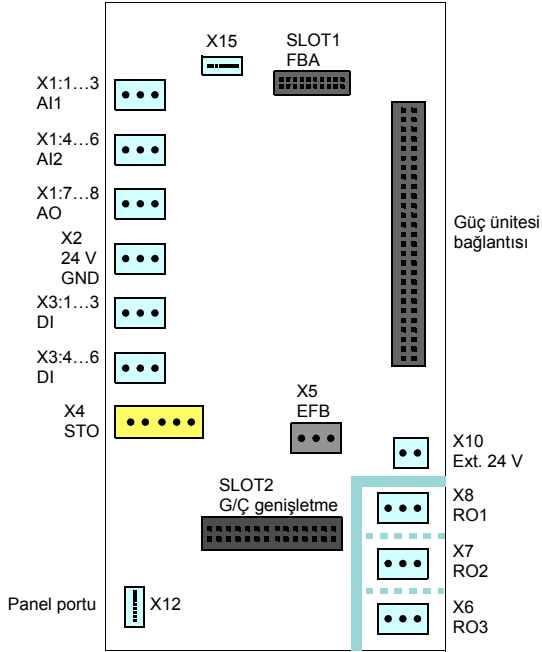 X15
SLOT1
FBA
X1:1...3
AI1
X1:4...6
AI2
X1:7...8
AO
X2
24 V
GND
X3:1...3
DI
X3:4...6
DI
X4
STO
Güç ünitesi
bağlantısı
X5
EFB
X10
Ext. 24 V
SLOT2
G/Ç genişletme
X8
RO1
X7
RO2
X6
RO3
Panel portu
X12